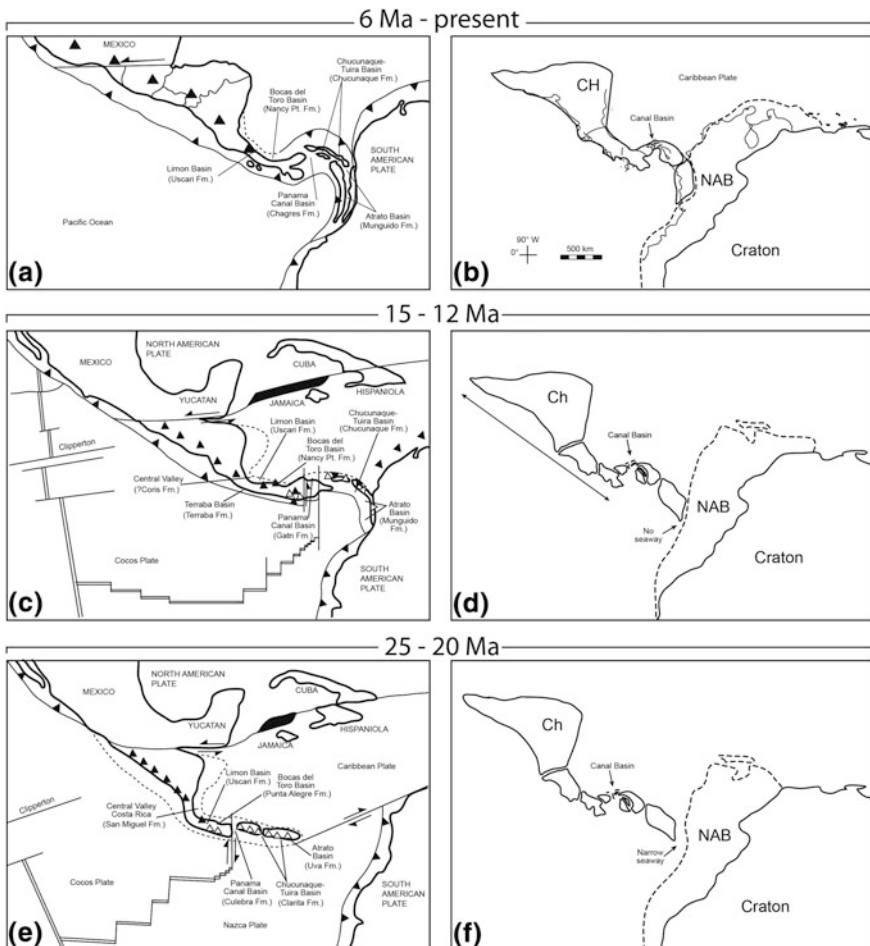 6 Ma - present
MEXICO
Chucunaque-
Tuira Basin
(Chucunaque Fm.)
Bocas del
Toro Basin
(Nancy Pt. Fm.)
SOUTH
AMERICAN
PLATE
Limon Basin
(Uscari Fm.)
Panama
Canal Basin
(Chagres Fm.)
Atrato Basin
(Munguido Fm.)
Pacific Ocean
(a)
CH
Caribbean Plate
Canal Basin
NAB
Craton
90° W
0°
500 km
(b)
15 - 12 Ma
NORTH AMERICAN
PLATE
MEXICO
CUBA
YUCATAN
JAMAICA
HISPANIOLA
Chucunaque-
Tuira Basin
(Chucunaque Fm.)
Limon Basin
(Uscari Fm.)
Bocas del
Toro Basin
(Nancy Pt. Fm.)
Clipperton
Central Valley
(?Coris Fm.)
Terraba Basin
(Terraba Fm.)
Panama
Canal Basin
(Gatn Fm.)
Atrato
Basin
(Munguido
Fm.)
Cocos Plate
SOUTH
AMERICAN
PLATE
(c)
Ch
Canal Basin
NAB
No
seaway
Craton
(d)
25 - 20 Ma
NORTH AMERICAN
PLATE
MEXICO
CUBA
YUCATAN
HISPANIOLA
JAMAICA
Caribbean Plate
Limon Basin
(Uscari Fm.)
Bocas del
Toro Basin
(Punta Alegre Fm.)
Clipperton
Central Valley
Costa Rica
(San Miguel Fm.)
Atrato
Basin
(Uva Fm.)
Cocos Plate
Panama
Canal Basin
(Culebra Fm.)
Chucunaque-
Tuira Basin
(Clarita Fm.)
SOUTH
AMERICAN
PLATE
Nazca Plate
(e)
Ch
Canal Basin
NAB
Narrow
seaway
Craton
(f)